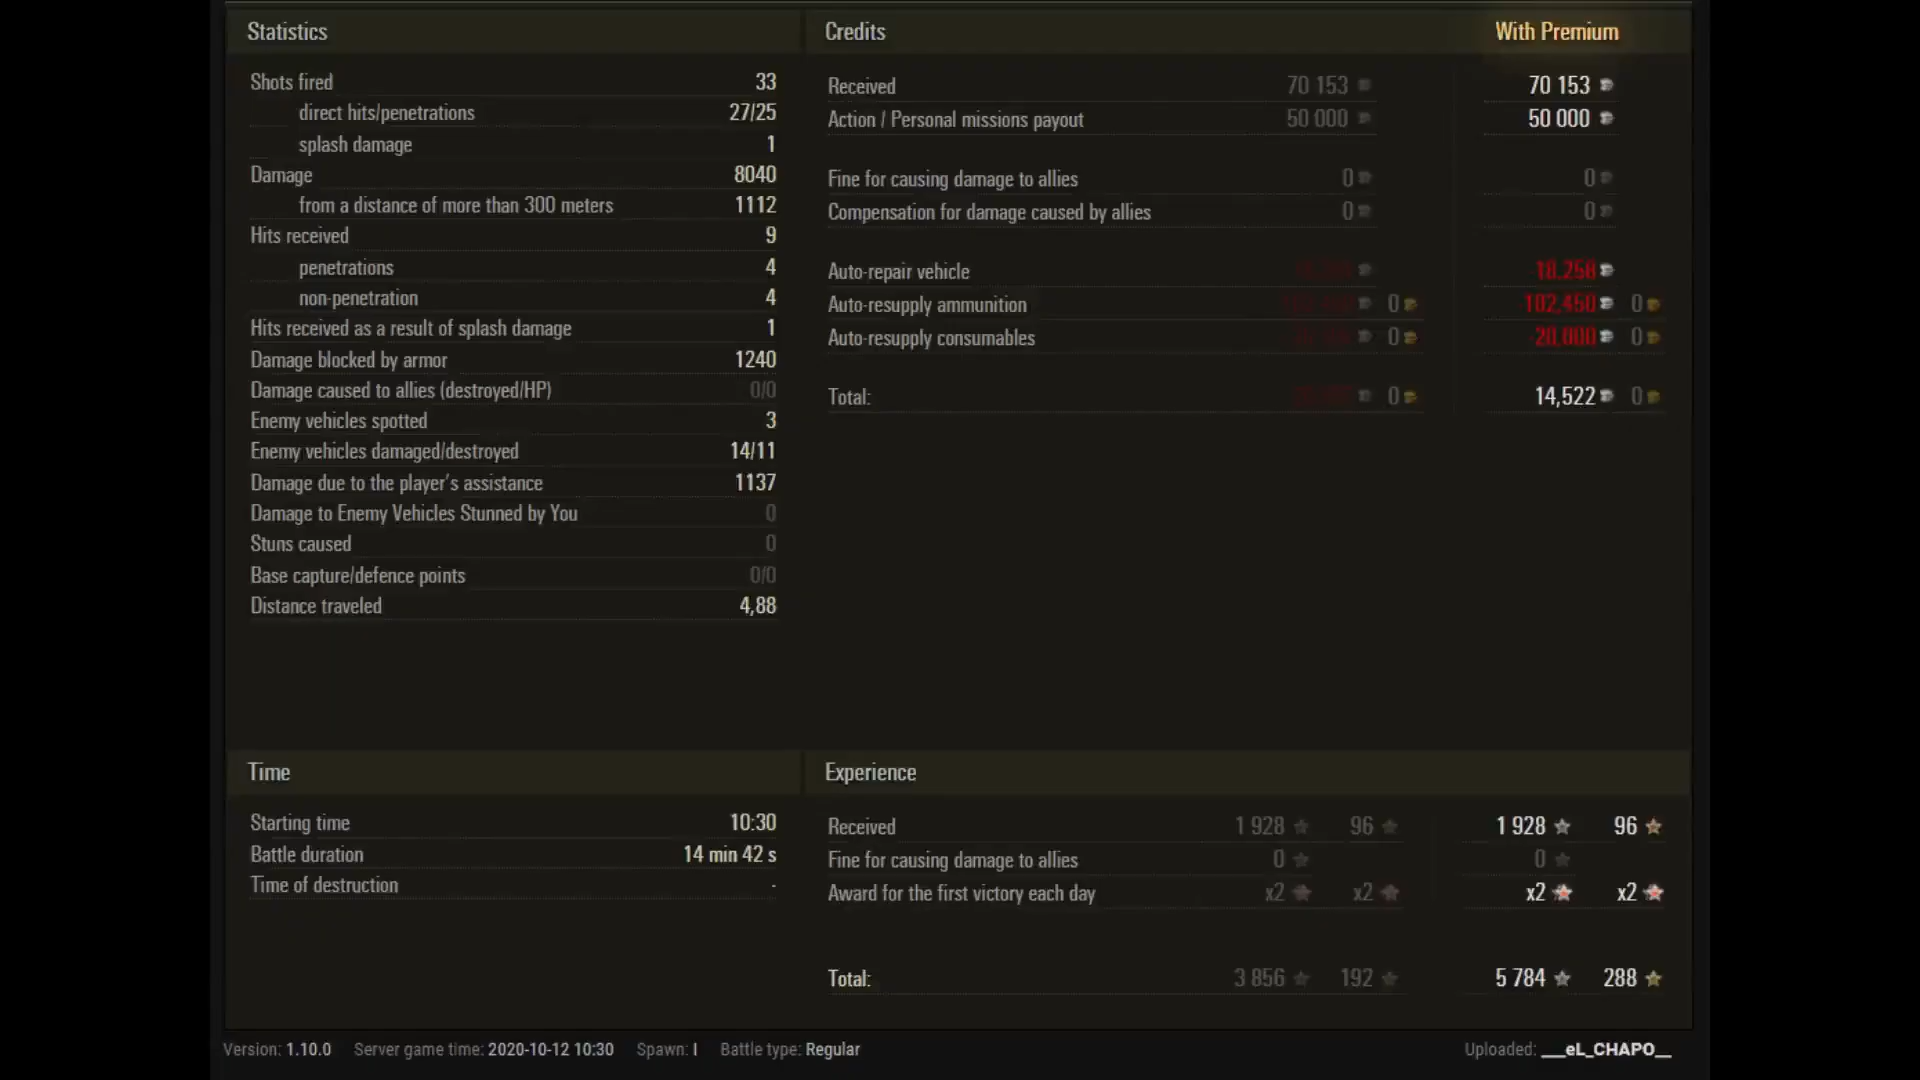 Statistics
Shots fired 33
direct hits/penetrations 27/25
splash damage 1
Damage 8040
from a distance of more than 300 meters 1112
Hits received 9
penetrations 4
non-penetration 4
Hits received as a result of splash damage 1
Damage blocked by armor 1240
Damage caused to allies (destroyed/HP) 0/0
Enemy vehicles spotted 3
Enemy vehicles damaged/destroyed 14/11
Damage due to the player's assistance 1137
Damage to Enemy Vehicles Stunned by You 0
Stuns caused 0
Base capture/defence points 0/0
Distance traveled 4,88
Credits With Premium
Received 70 153 70 153
Action / Personal missions payout 50 000 50 000
Fine for causing damage to allies 0 0
Compensation for damage caused by allies 0 0
Auto-repair vehicle 18.258
Auto-resupply ammunition 0 102,450 0
Auto-resupply consumables 0 -20,000 0
Total: 0 14,522 0
Time
Starting time 10:30
Battle duration 14 min 42 s
Time of destruction -
Experience
Received 1 928 96 1 928 96
Fine for causing damage to allies 0 0
Award for the first victory each day x2 x2 x2 x2
Total: 3 856 192 5 784 288
Version: 1.10.0 Server game time: 2020-10-12 10:30 Spawn: I Battle type: Regular Uploaded: ___eL_CHAPO__